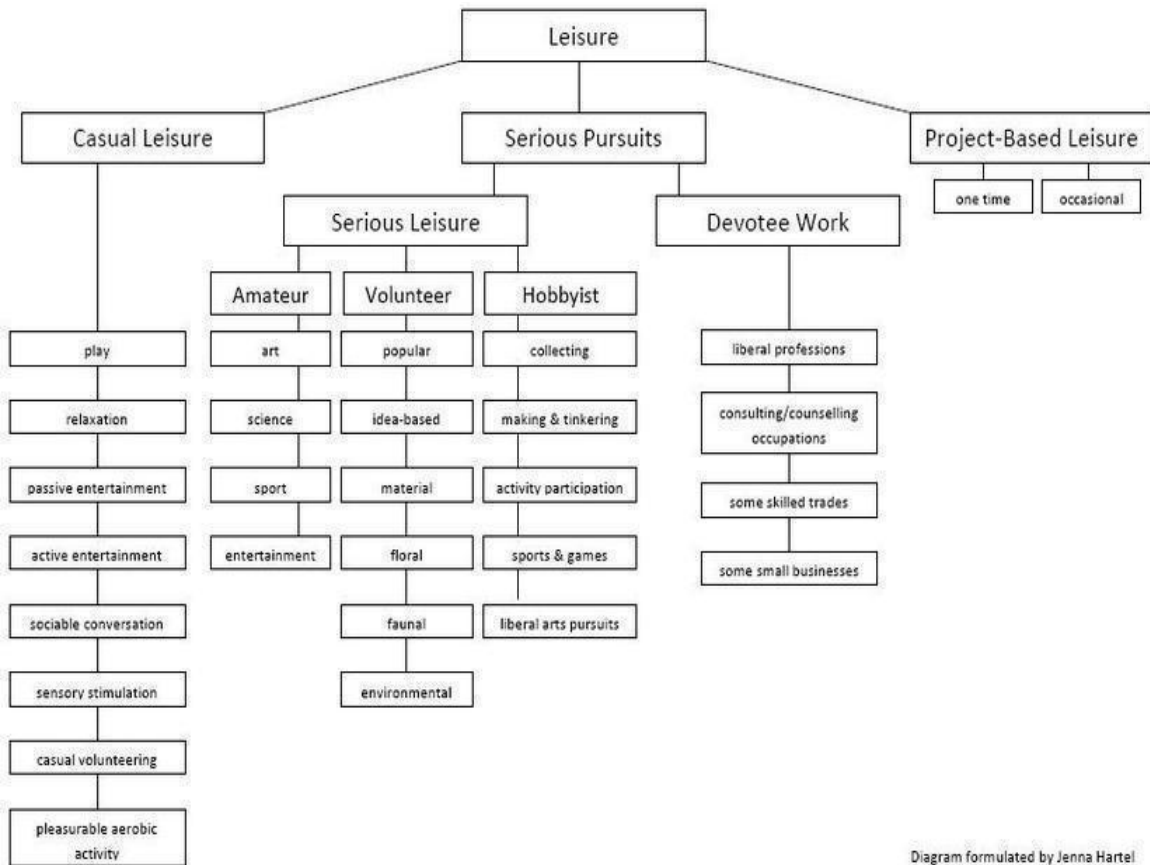 Leisure
Casual Leisure
Serious Pursuits
Project-Based Leisure
one time
occasional
Serious Leisure
Devotee Work
Amateur
Volunteer
Hobbyist
play
relaxation
passive entertainment
active entertainment
sociable conversation
sensory stimulation
casual volunteering
pleasurable aerobic
activity
art
science
sport
entertainment
popular
idea-based
material
floral
faunal
environmental
collecting
making & tinkering
activity participation
sports & games
liberal arts pursuits
liberal professions
consulting/counselling
occupations
some skilled trades
some small businesses
Diagram formulated by Jenna Hartel